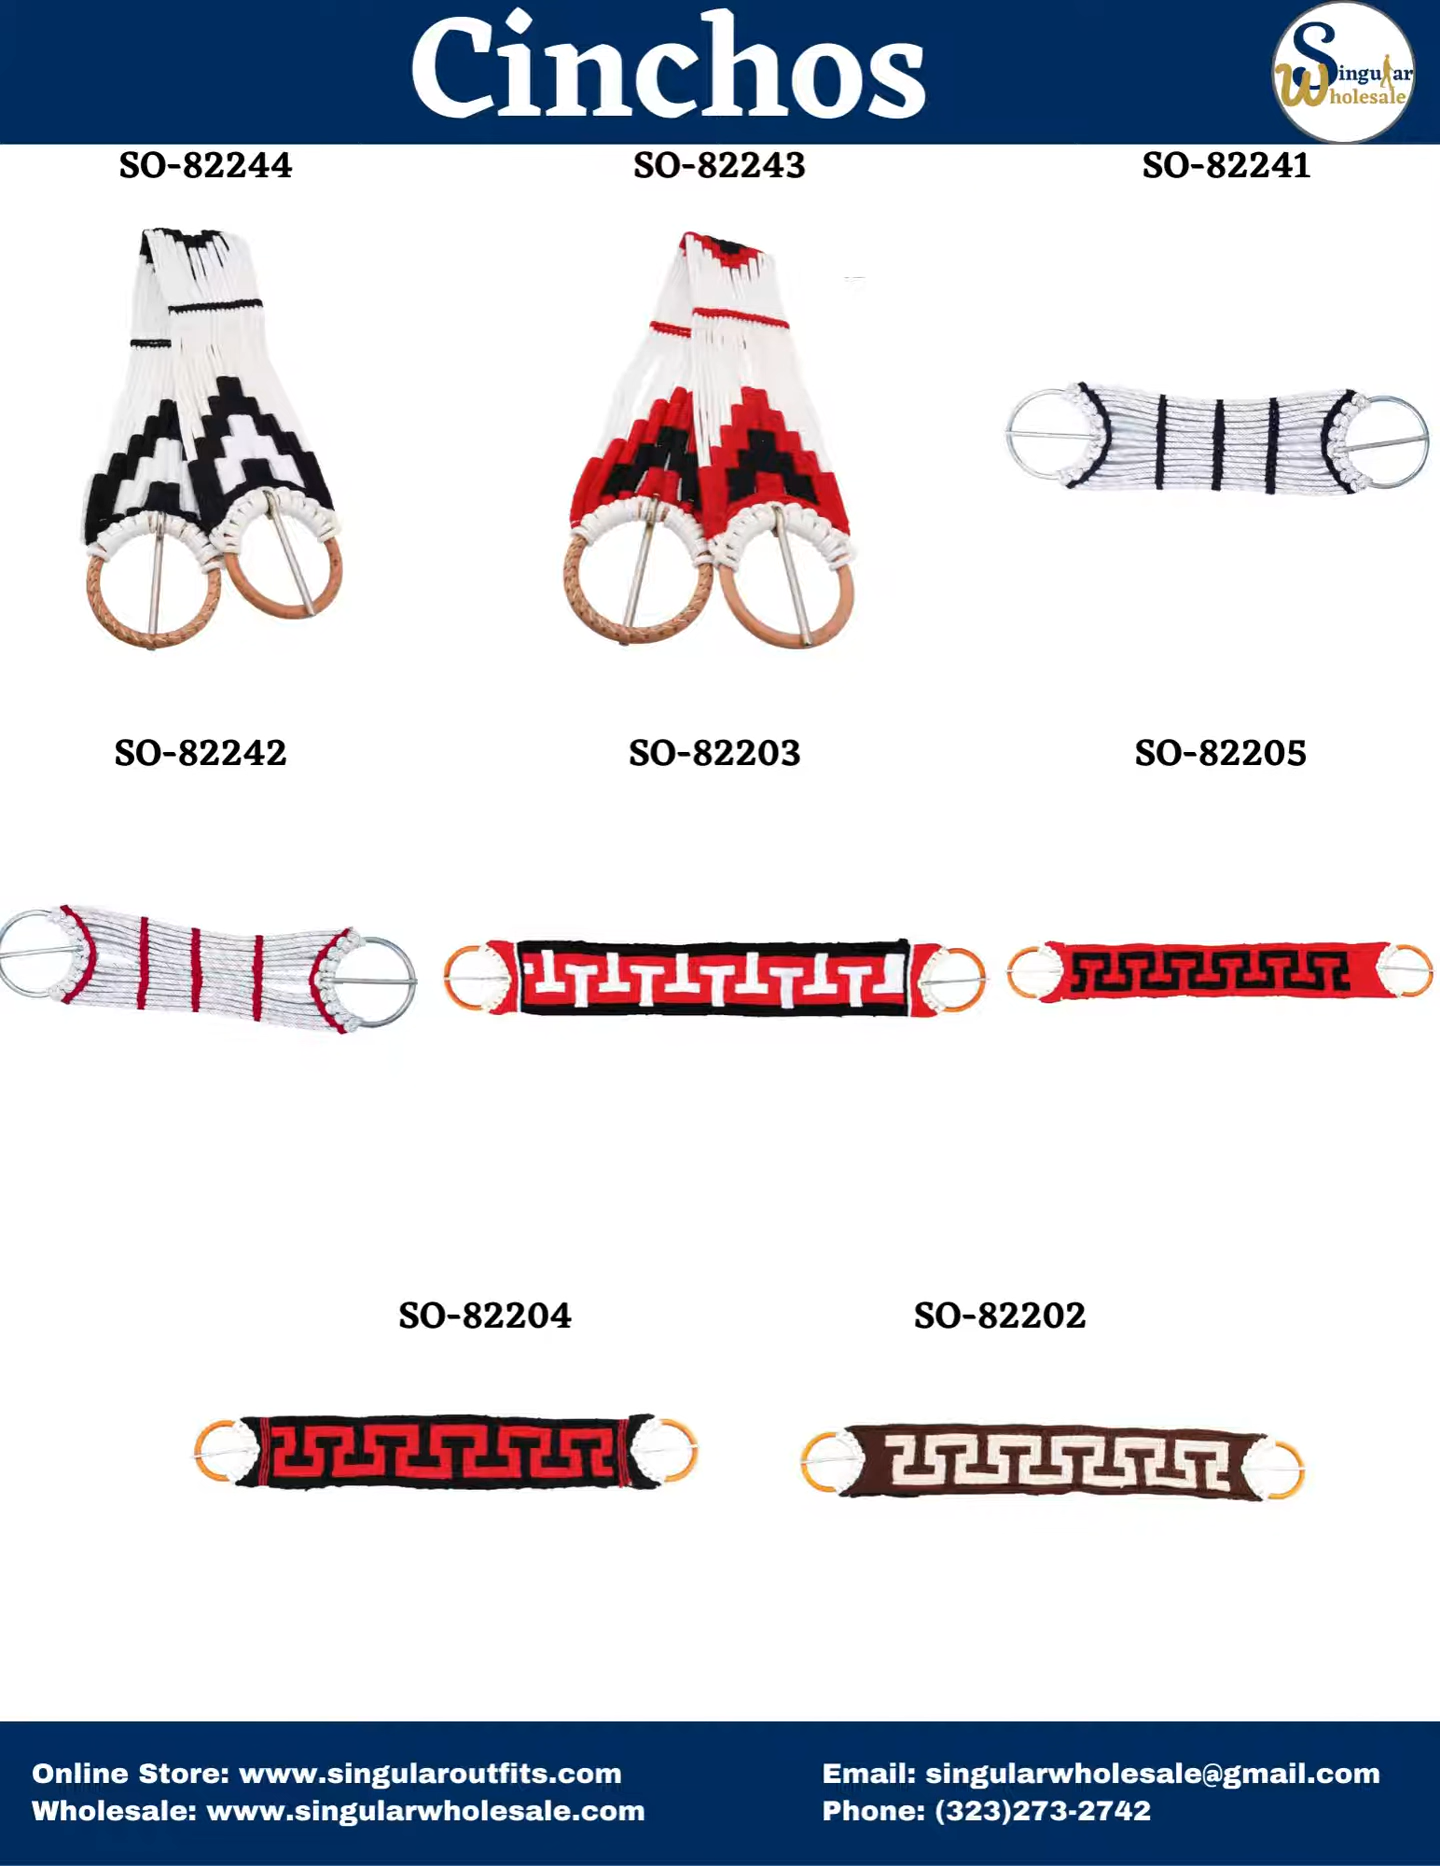 Cinchos
Singular
Wholesale
SO-82244
SO-82243
SO-82241
SO-82242
SO-82203
SO-82205
SO-82204
SO-82202
Online Store: www.singularoutfits.com
Wholesale: www.singularwholesale.com
Email: singularwholesale@gmail.com
Phone: (323)273-2742